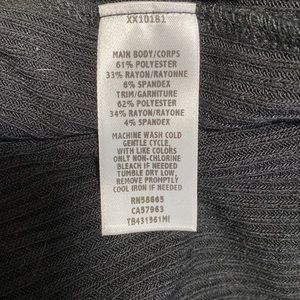 XX10181
MAIN BODY/CORPS
61% POLYESTER
33% RAYON/RAYONNE
6% SPANDEX
TRIM/GARNITURE
62% POLYESTER
34% RAYON/RAYONNE
4% SPANDEX
MACHINE WASH COLD
GENTLE CYCLE,
WITH LIKE COLORS
ONLY NON-CHLORINE
BLEACH IF NEEDED
TUMBLE DRY LOW,
REMOVE PROMPTLY
COOL IRON IF NEEDED
RN58665
CA57963
TB431561MI